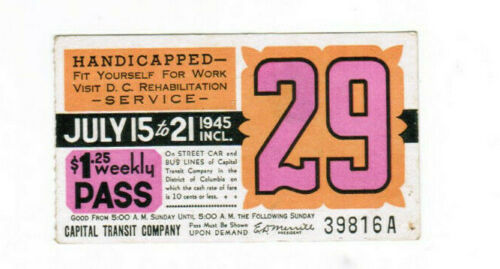 HANDICAPPED—
FIT YOURSELF FOR WORK
VISIT D. C. REHABILITATION
- SERVICE -
JULY 15 to 21 1945 INCL.
$1.25 weekly
PASS
ON STREET CAR and
BUS LINES of Capital
Transit Company in the
District of Columbia on
which the cash rate of fare
is 10 cents or less.
29
GOOD FROM 5:00 A. M. SUNDAY UNTIL 5:00 A. M. THE FOLLOWING SUNDAY
CAPITAL TRANSIT COMPANY
Pass Must Be Shown
UPON DEMAND
E. D. Merrill
PRESIDENT
39816A